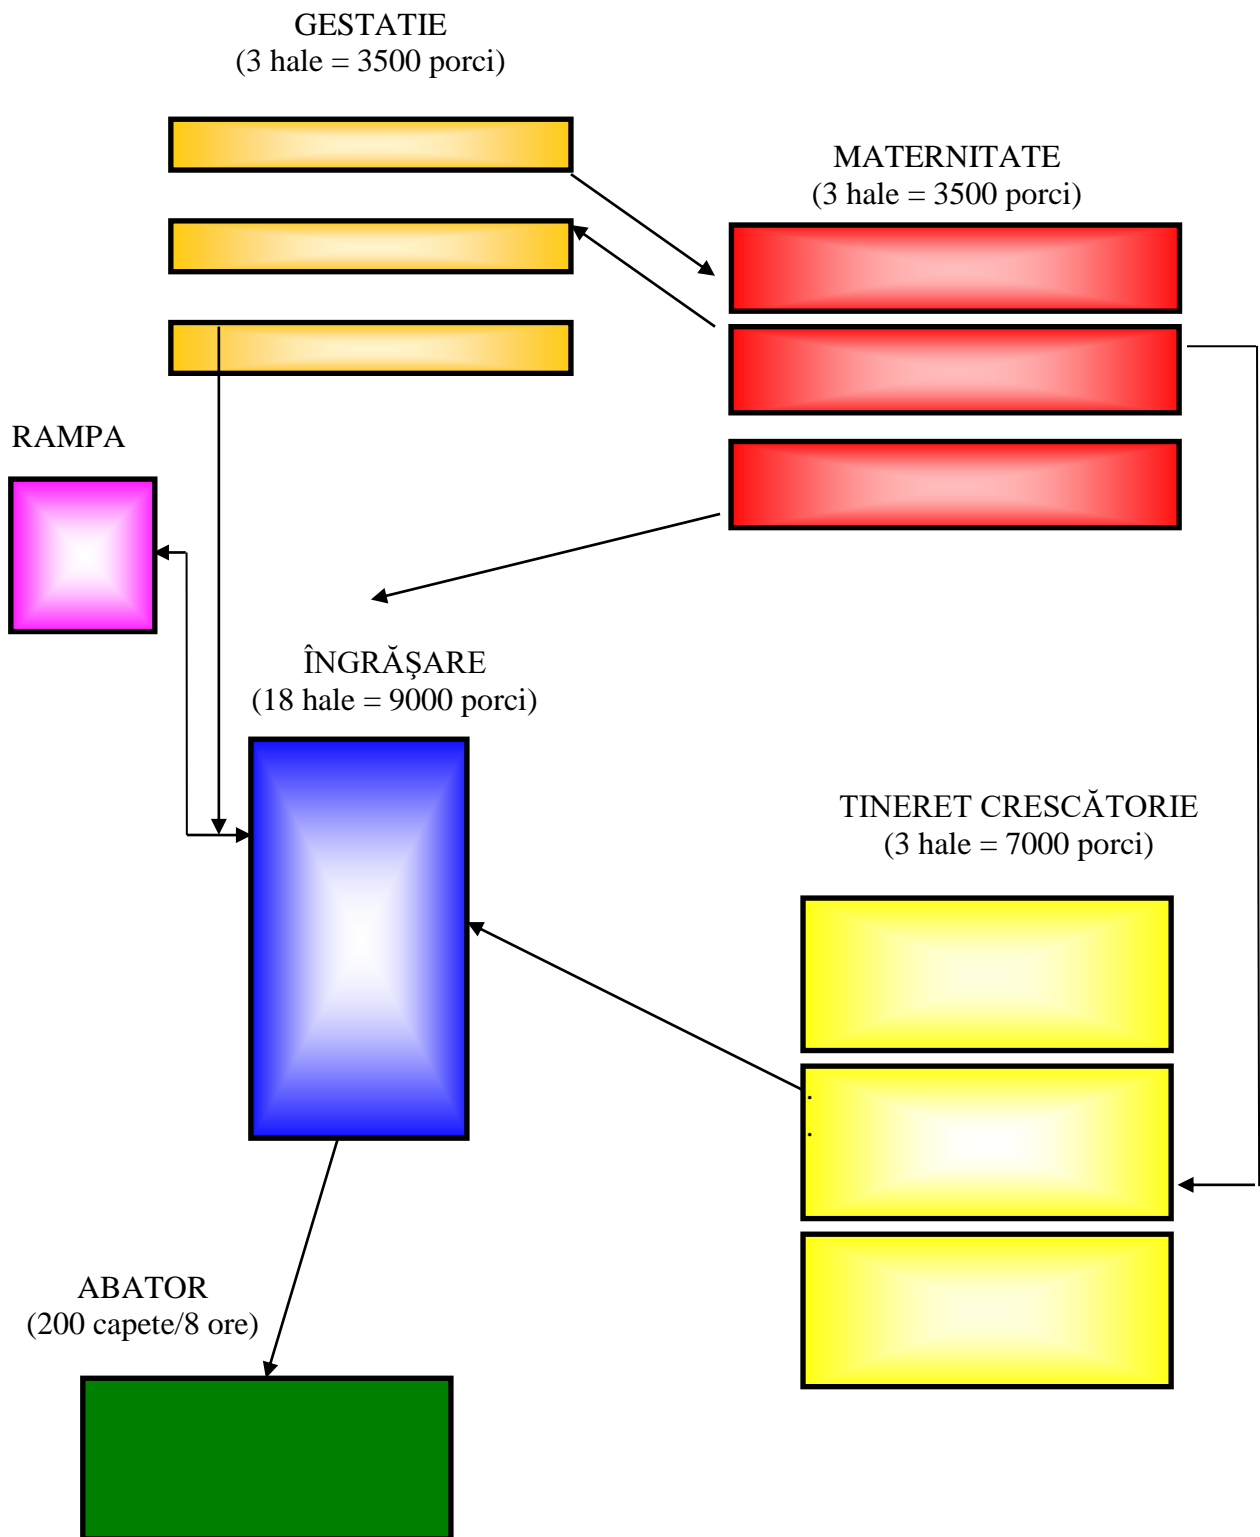 GESTATIE
(3 hale = 3500 porci)
MATERNITATE
(3 hale = 3500 porci)
RAMPA
ÎNGRĂŞARE
(18 hale = 9000 porci)
TINERET CRESCĂTORIE
(3 hale = 7000 porci)
ABATOR
(200 capete/8 ore)